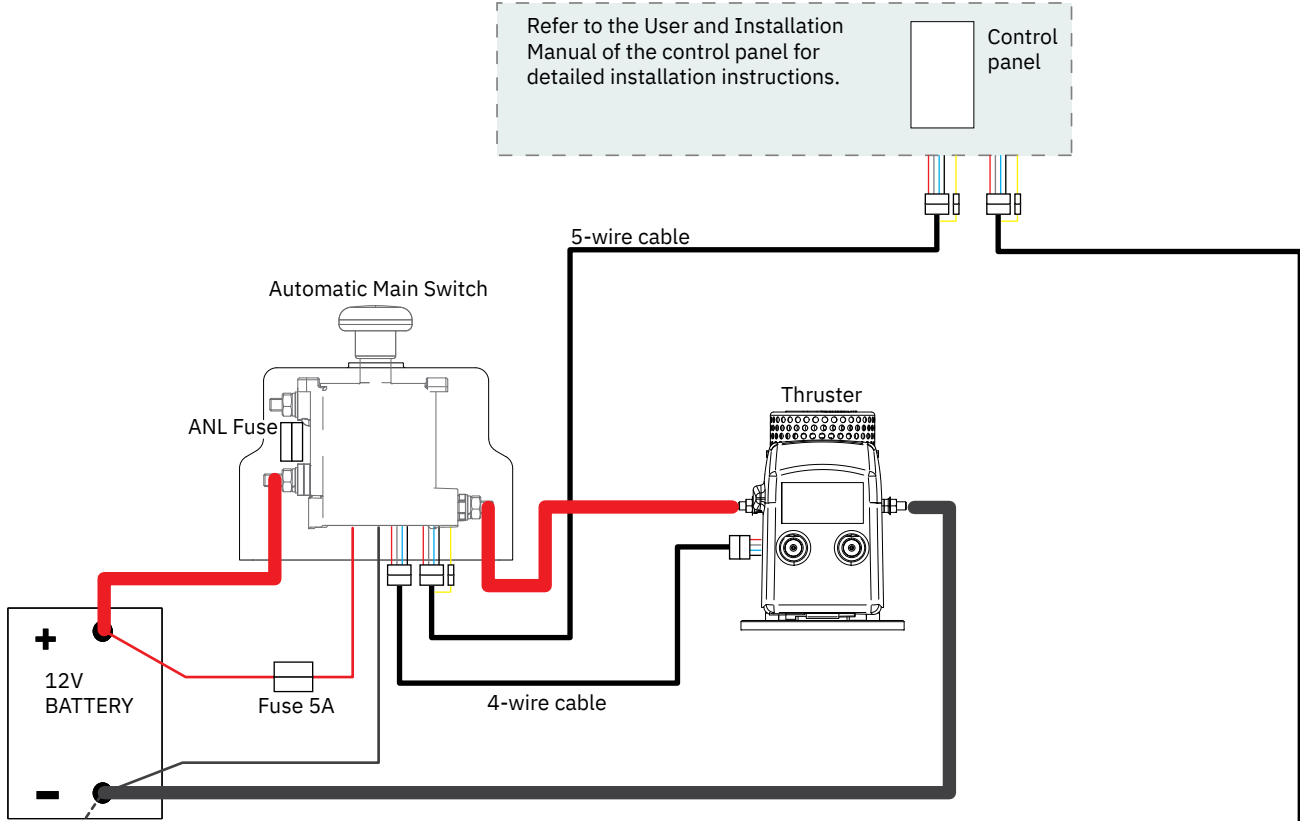 Refer to the User and Installation
Manual of the control panel for
detailed installation instructions.
Control
panel
5-wire cable
Automatic Main Switch
ANL Fuse
Thruster
+
12V
BATTERY
-
Fuse 5A
4-wire cable